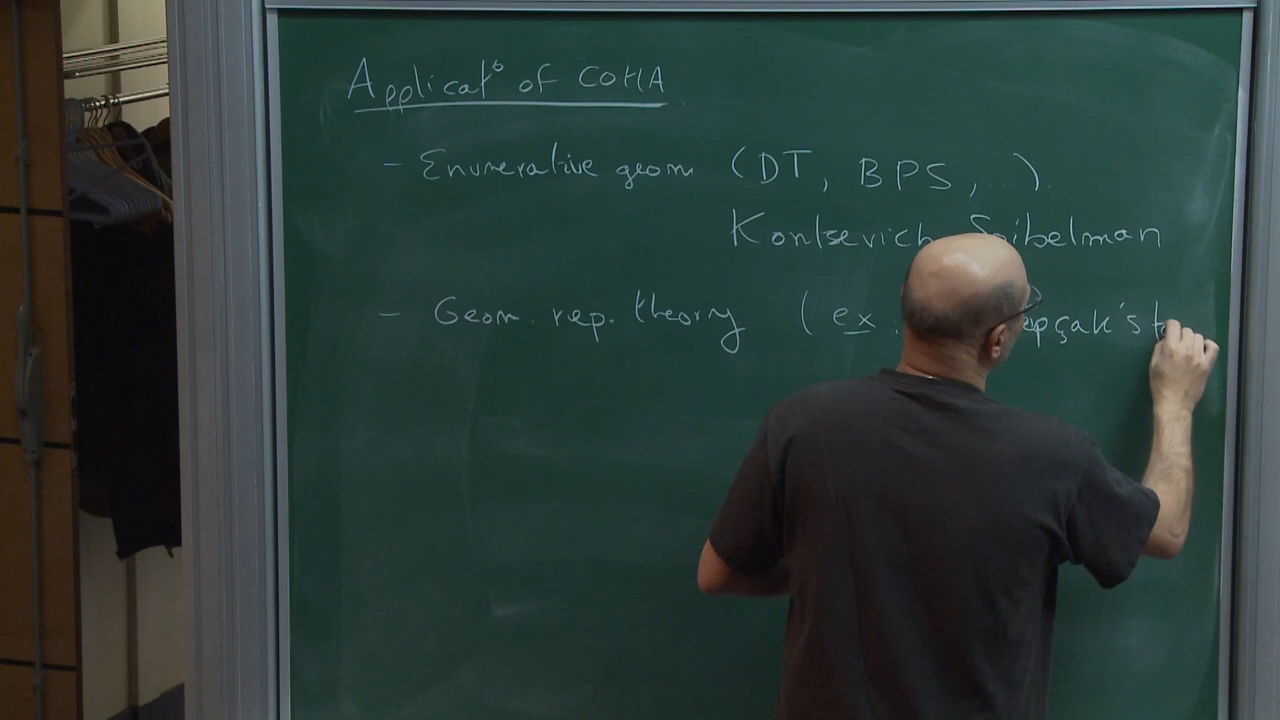 Applicat° of COHA
- Enumerative geom (DT, BPS, ...).
Kontsevich Soibelman
- Geom. rep. theory (ex :